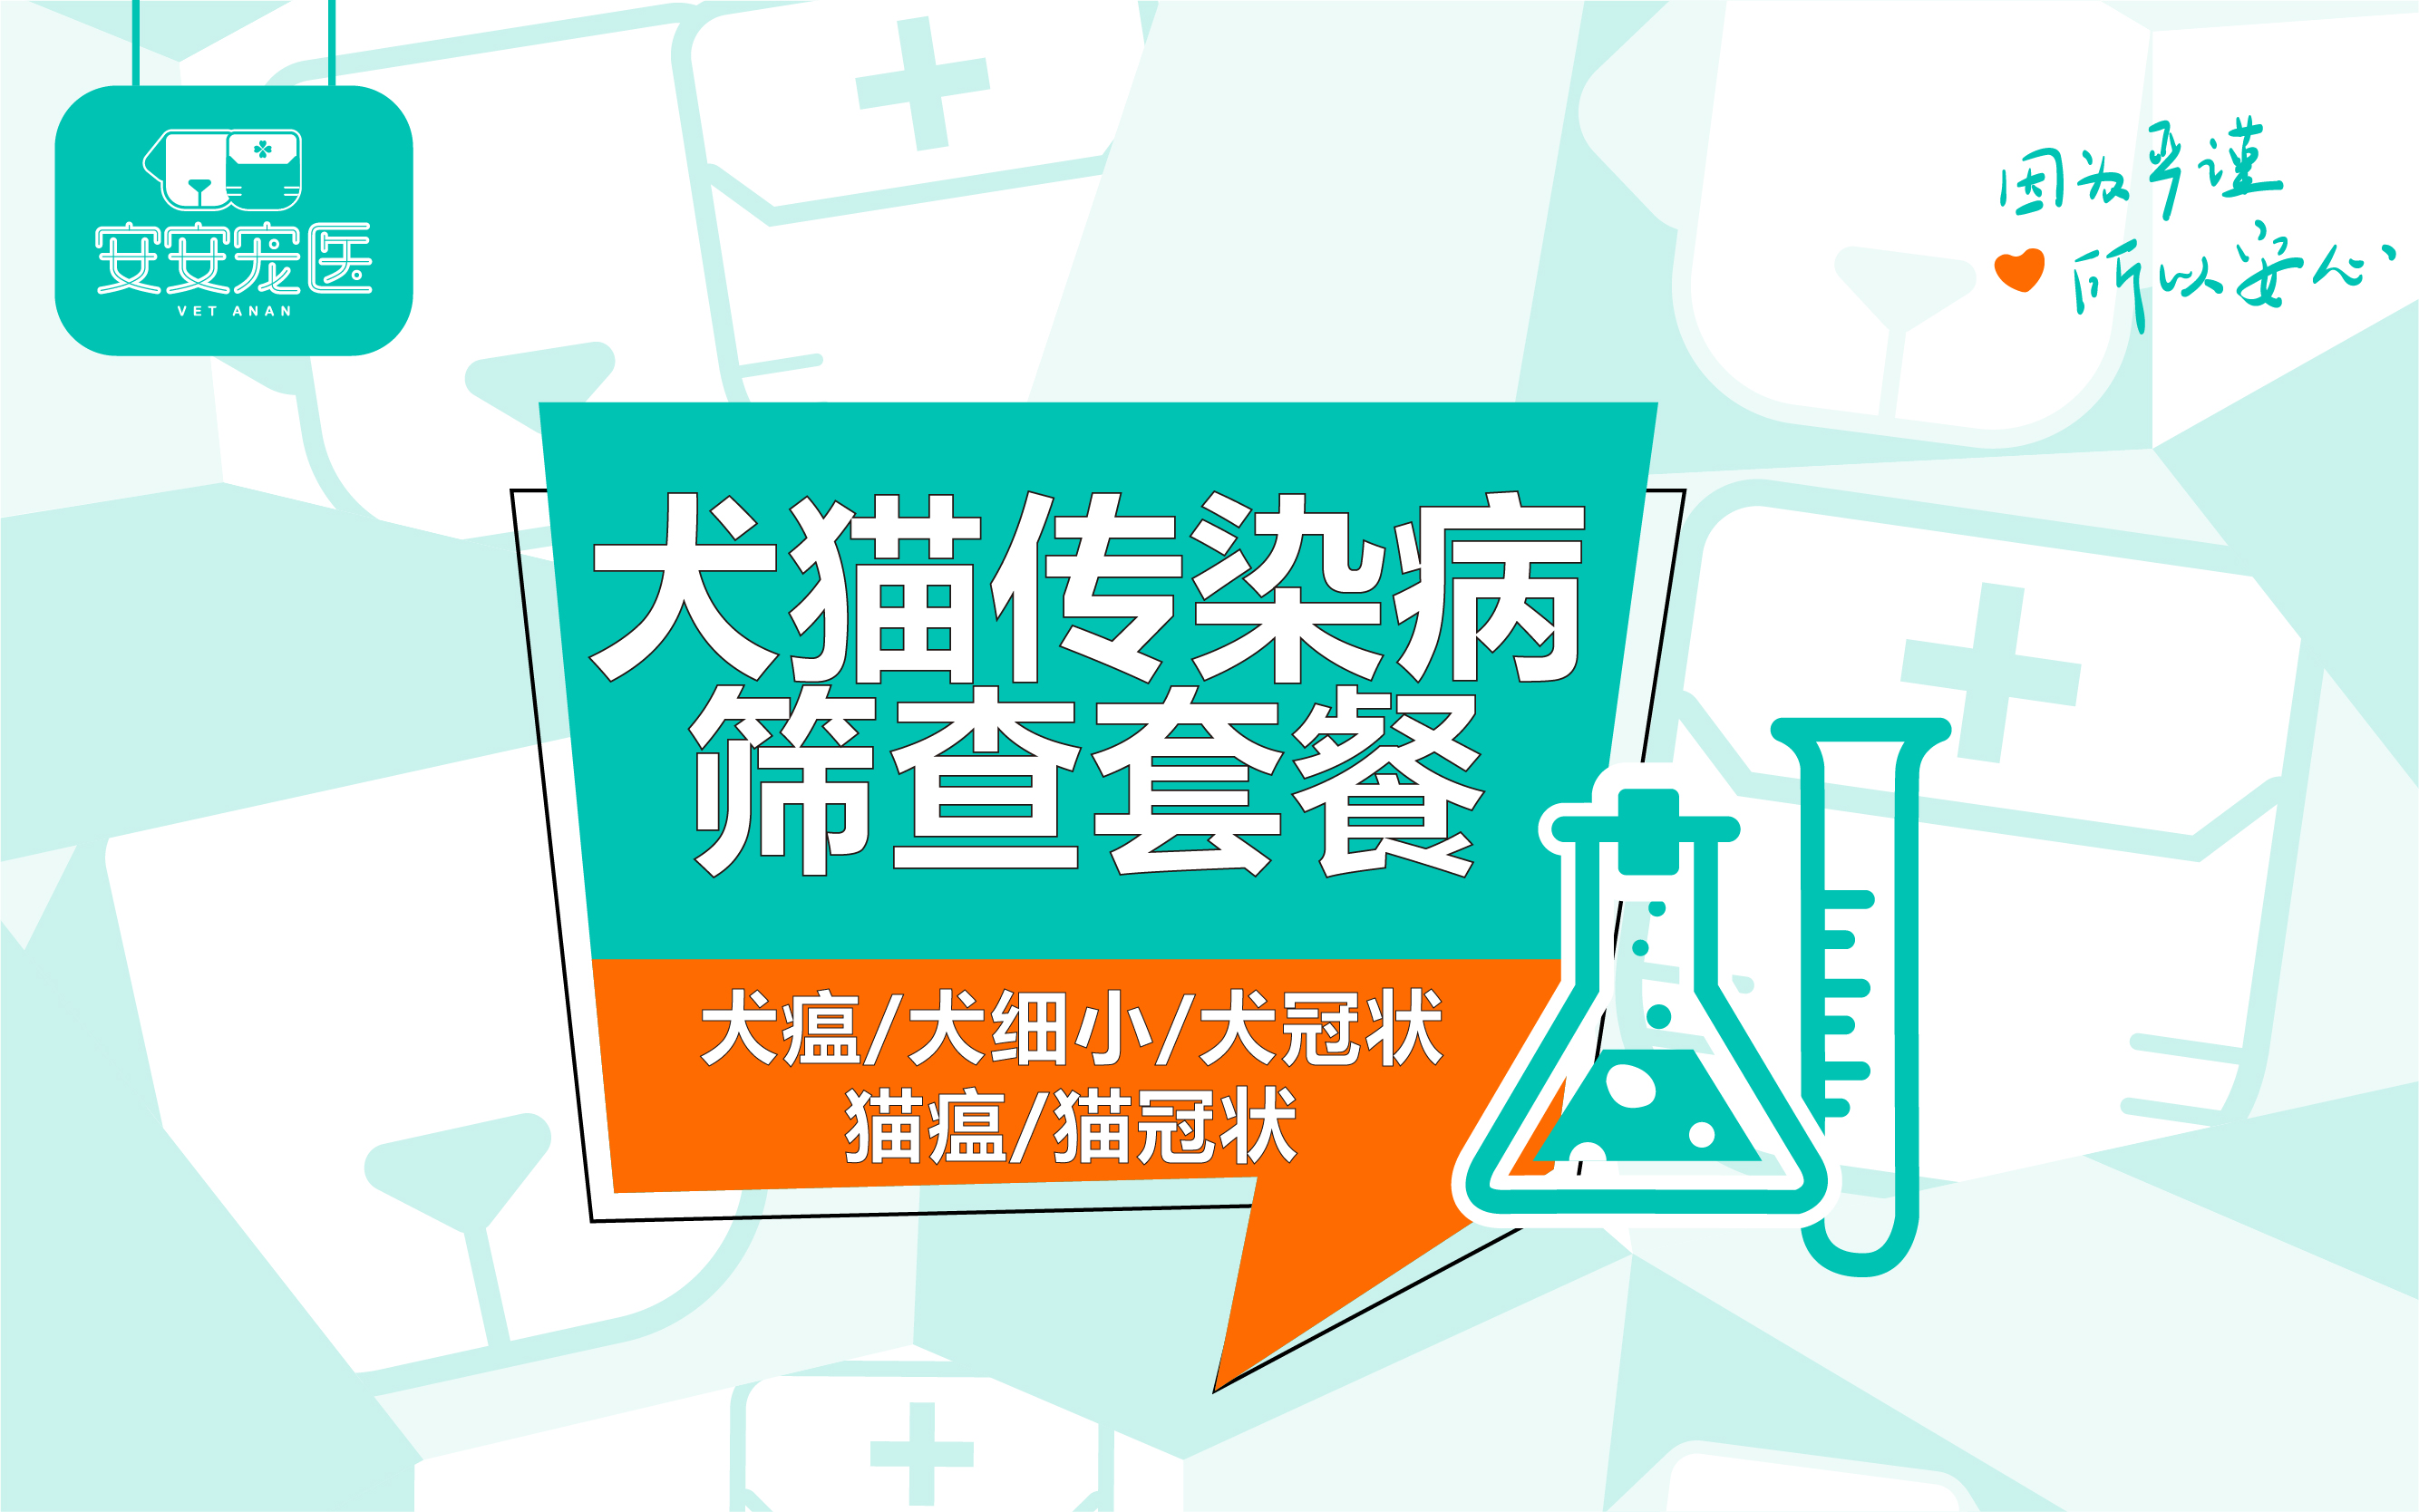 安安宠医
VET ANAN
因为严谨
所以安心
犬猫传染病
筛查套餐
犬瘟/犬细小/犬冠状
猫瘟/猫冠状